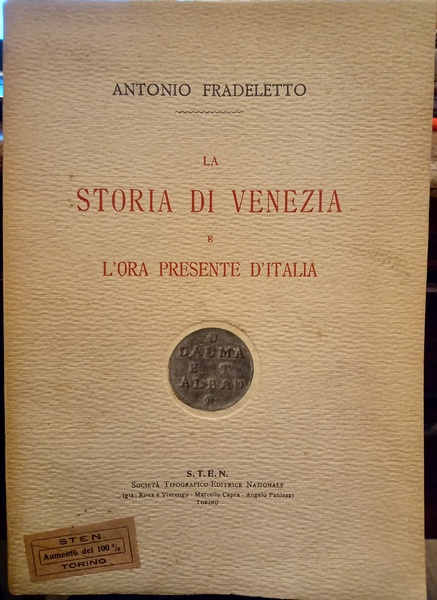 ANTONIO FRADELETTO
LA
STORIA DI VENEZIA
E
L'ORA PRESENTE D'ITALIA
DALMA
E T
ALBAN
S.T.E.N.
SOCIETÀ TIPOGRAFICO-EDITRICE NAZIONALE
(già: Roux e Viarengo - Marcello Capra - Angelo Panizza)
TORINO
STEN
Aumento del 100 %
TORINO